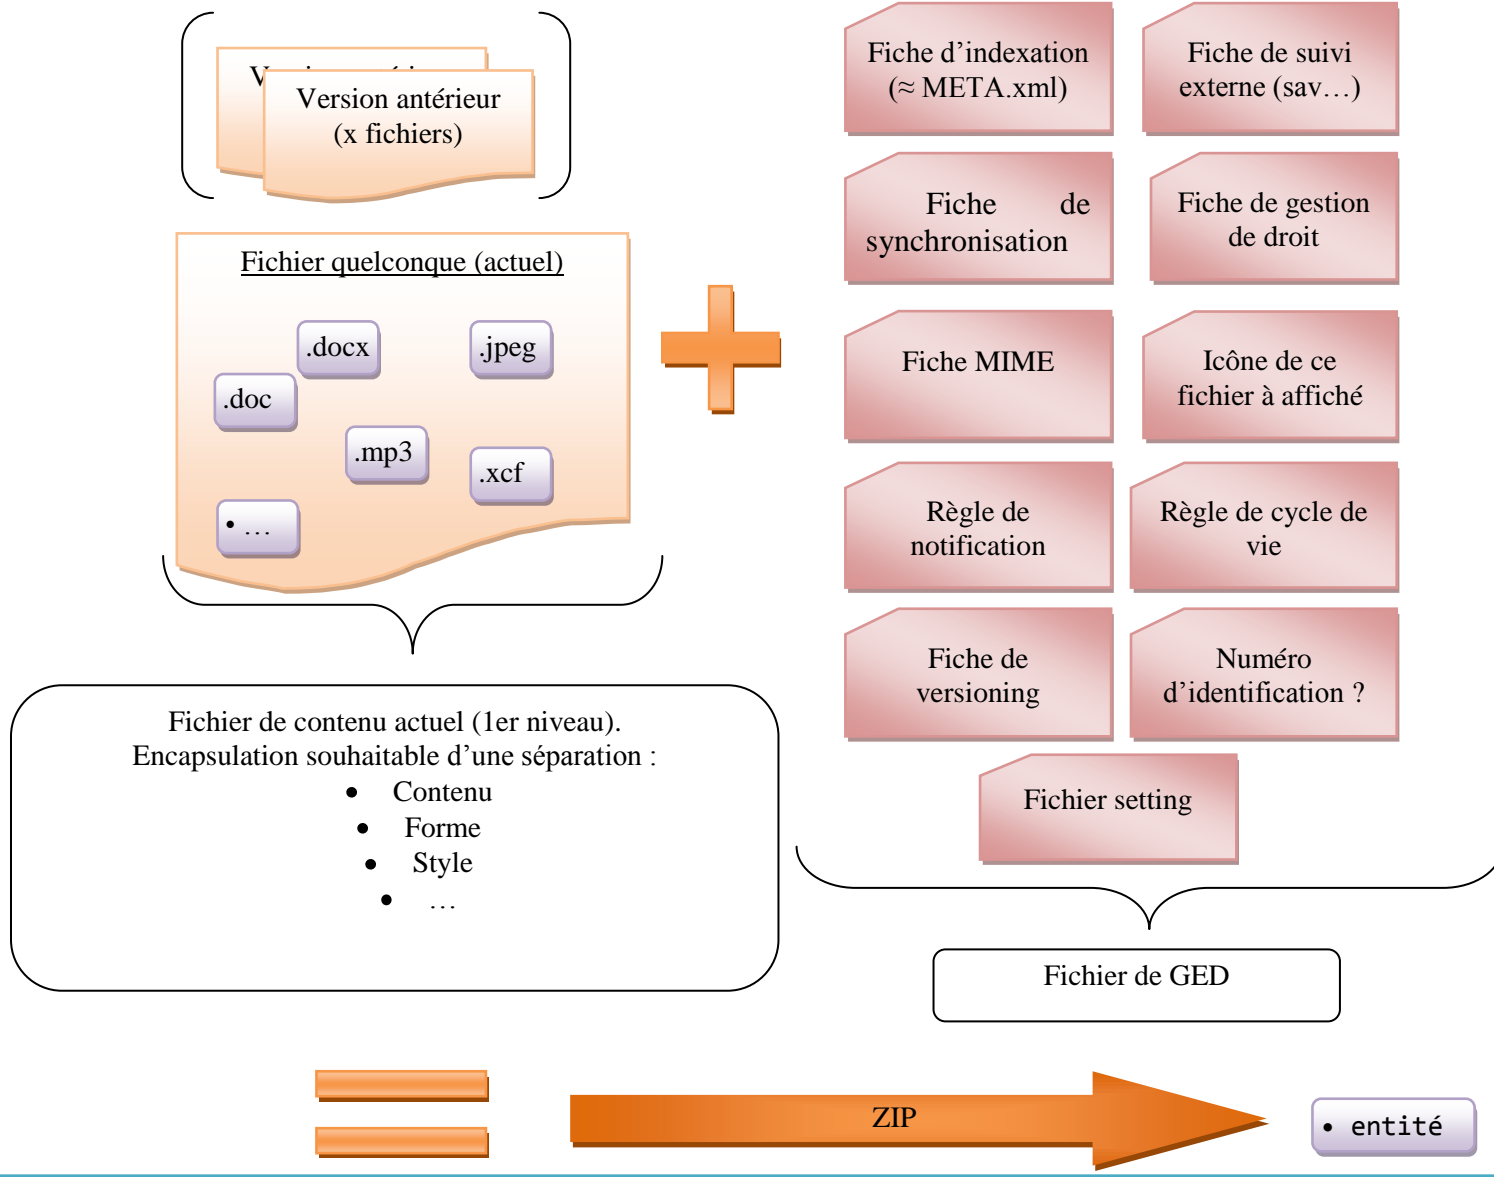 Version antérieur
(x fichiers)
Fichier quelconque (actuel)
.docx
.jpeg
.doc
.mp3
.xcf
• …
Fiche d’indexation
(≈ META.xml)
Fiche de suivi
externe (sav…)
Fiche de
synchronisation
Fiche de gestion
de droit
Fiche MIME
Icône de ce
fichier à affiché
Règle de
notification
Règle de cycle de
vie
Fiche de
versioning
Numéro
d’identification ?
Fichier setting
Fichier de contenu actuel (1er niveau).
Encapsulation souhaitable d’une séparation :
• Contenu
• Forme
• Style
• …
Fichier de GED
ZIP
• entité